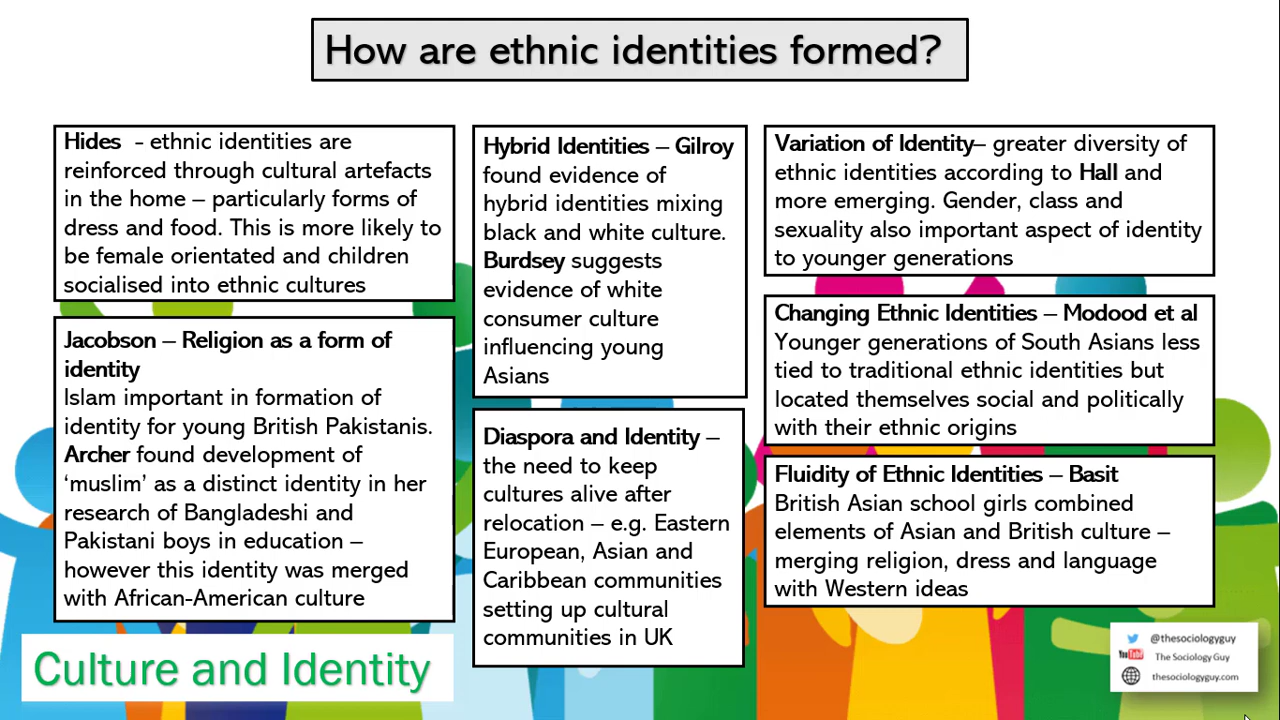 How are ethnic identities formed?
Hides - ethnic identities are
reinforced through cultural artefacts
in the home – particularly forms of
dress and food. This is more likely to
be female orientated and children
socialised into ethnic cultures
Jacobson – Religion as a form of
identity
Islam important in formation of
identity for young British Pakistanis.
Archer found development of
‘muslim’ as a distinct identity in her
research of Bangladeshi and
Pakistani boys in education –
however this identity was merged
with African-American culture
Culture and Identity
Hybrid Identities – Gilroy
found evidence of
hybrid identities mixing
black and white culture.
Burdsey suggests
evidence of white
consumer culture
influencing young
Asians
Diaspora and Identity –
the need to keep
cultures alive after
relocation – e.g. Eastern
European, Asian and
Caribbean communities
setting up cultural
communities in UK
Variation of Identity– greater diversity of
ethnic identities according to Hall and
more emerging. Gender, class and
sexuality also important aspect of identity
to younger generations
Changing Ethnic Identities – Modood et al
Younger generations of South Asians less
tied to traditional ethnic identities but
located themselves social and politically
with their ethnic origins
Fluidity of Ethnic Identities – Basit
British Asian school girls combined
elements of Asian and British culture –
merging religion, dress and language
with Western ideas
@thesociologyguy
YouTube The Sociology Guy
thesociologyguy.com